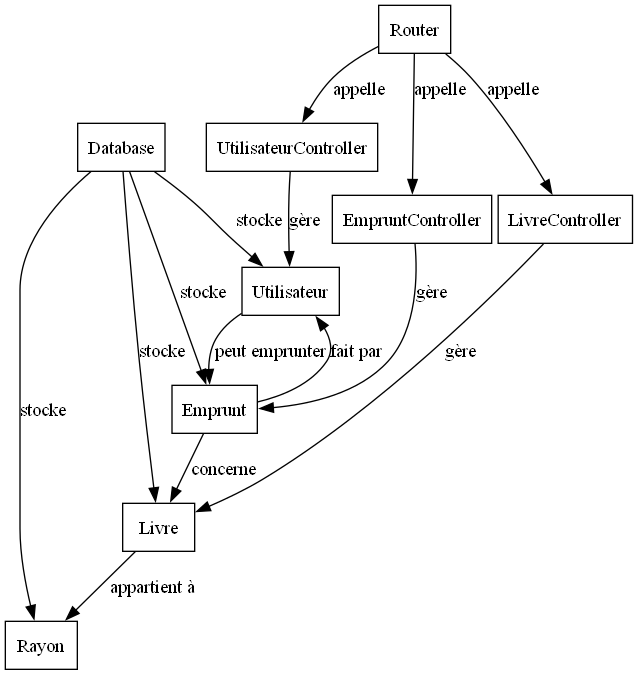 Router
appelle
appelle
appelle
Database
UtilisateurController
EmpruntController
LivreController
stocke
gère
Utilisateur
stocke
gère
stocke
peut emprunter
fait par
gère
stocke
Emprunt
concerne
Livre
appartient à
Rayon